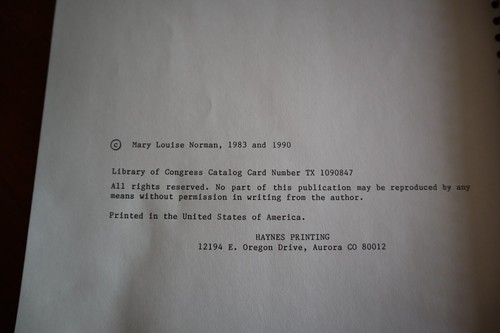 © Mary Louise Norman, 1983 and 1990
Library of Congress Catalog Card Number TX 1090847
All rights reserved. No part of this publication may be reproduced by any
means without permission in writing from the author.
Printed in the United States of America.
HAYNES PRINTING
12194 E. Oregon Drive, Aurora CO 80012